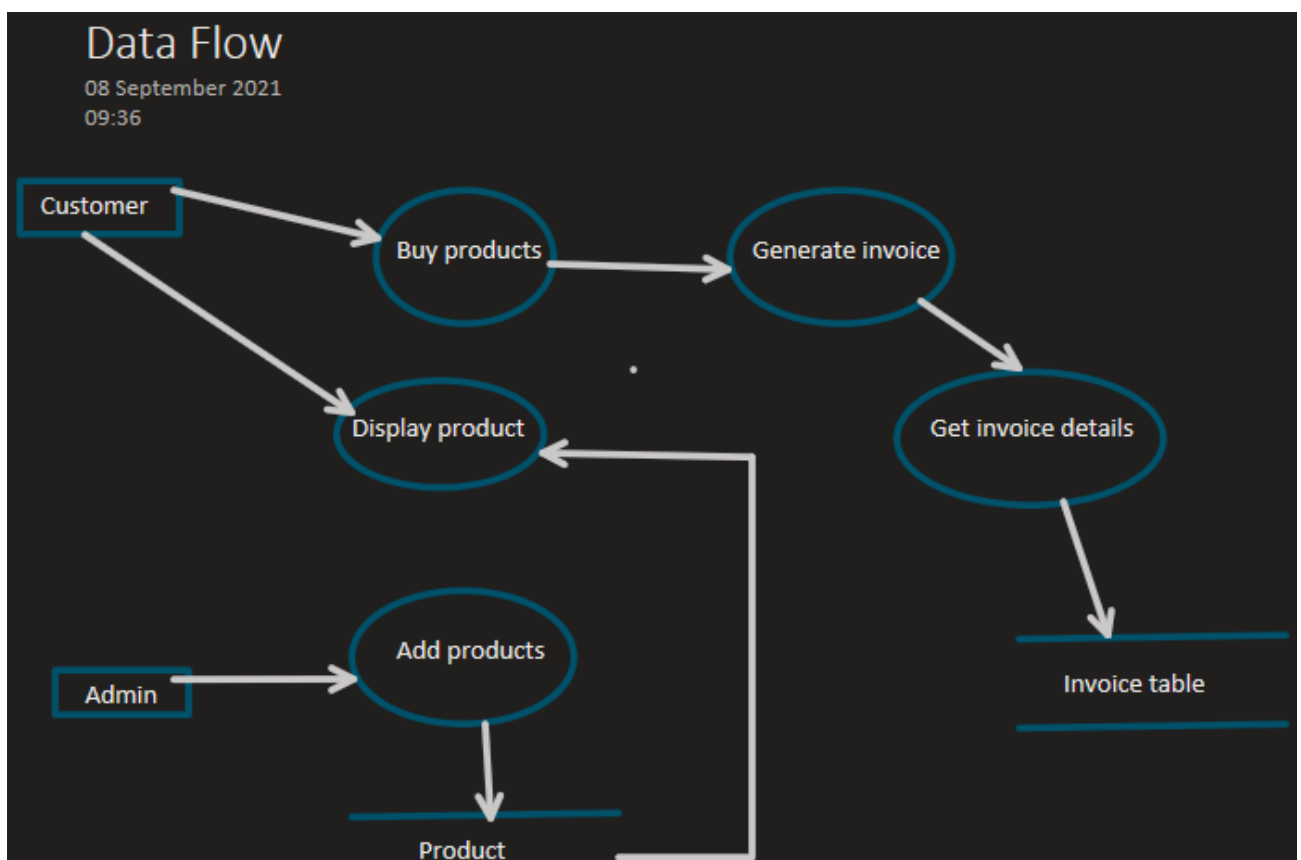 Data Flow
08 September 2021
09:36
Customer
Buy products
Generate invoice
Display product
Get invoice details
Add products
Admin
Invoice table
Product